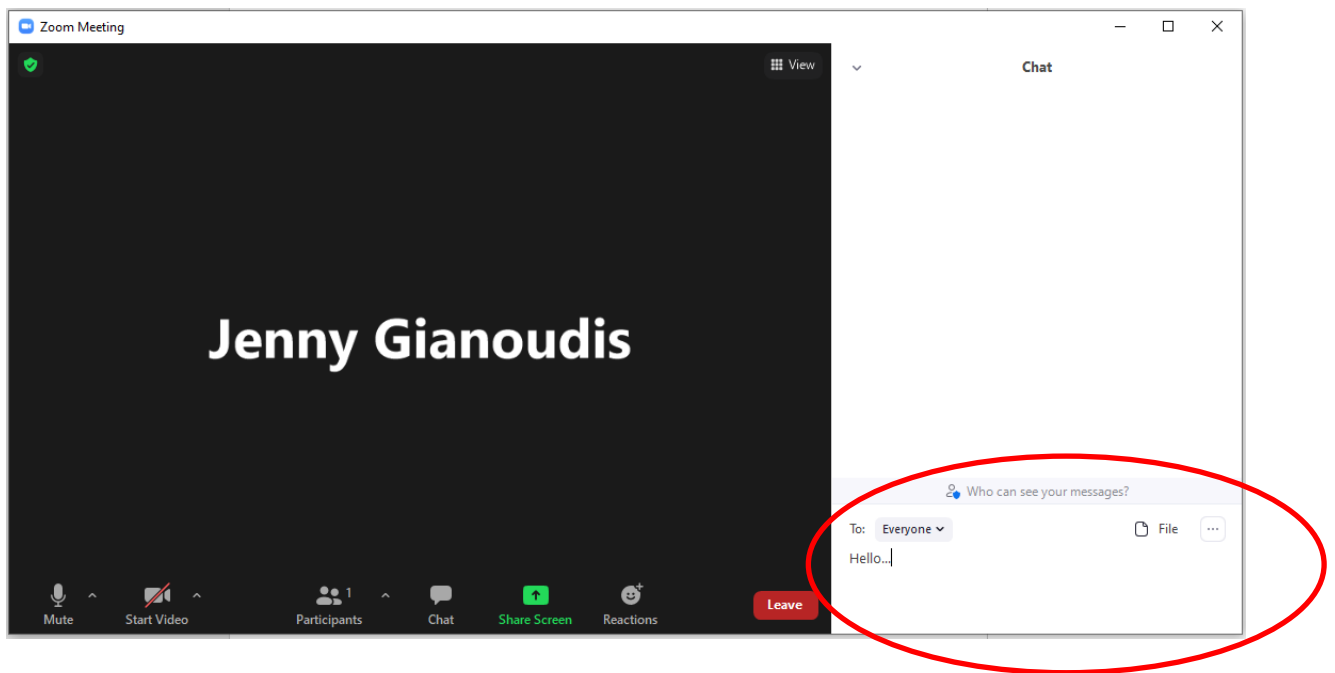 Zoom Meeting
View
Chat
Jenny Gianoudis
Who can see your messages?
To: Everyone File ...
Hello...
1
Mute Start Video Participants Chat Share Screen Reactions Leave